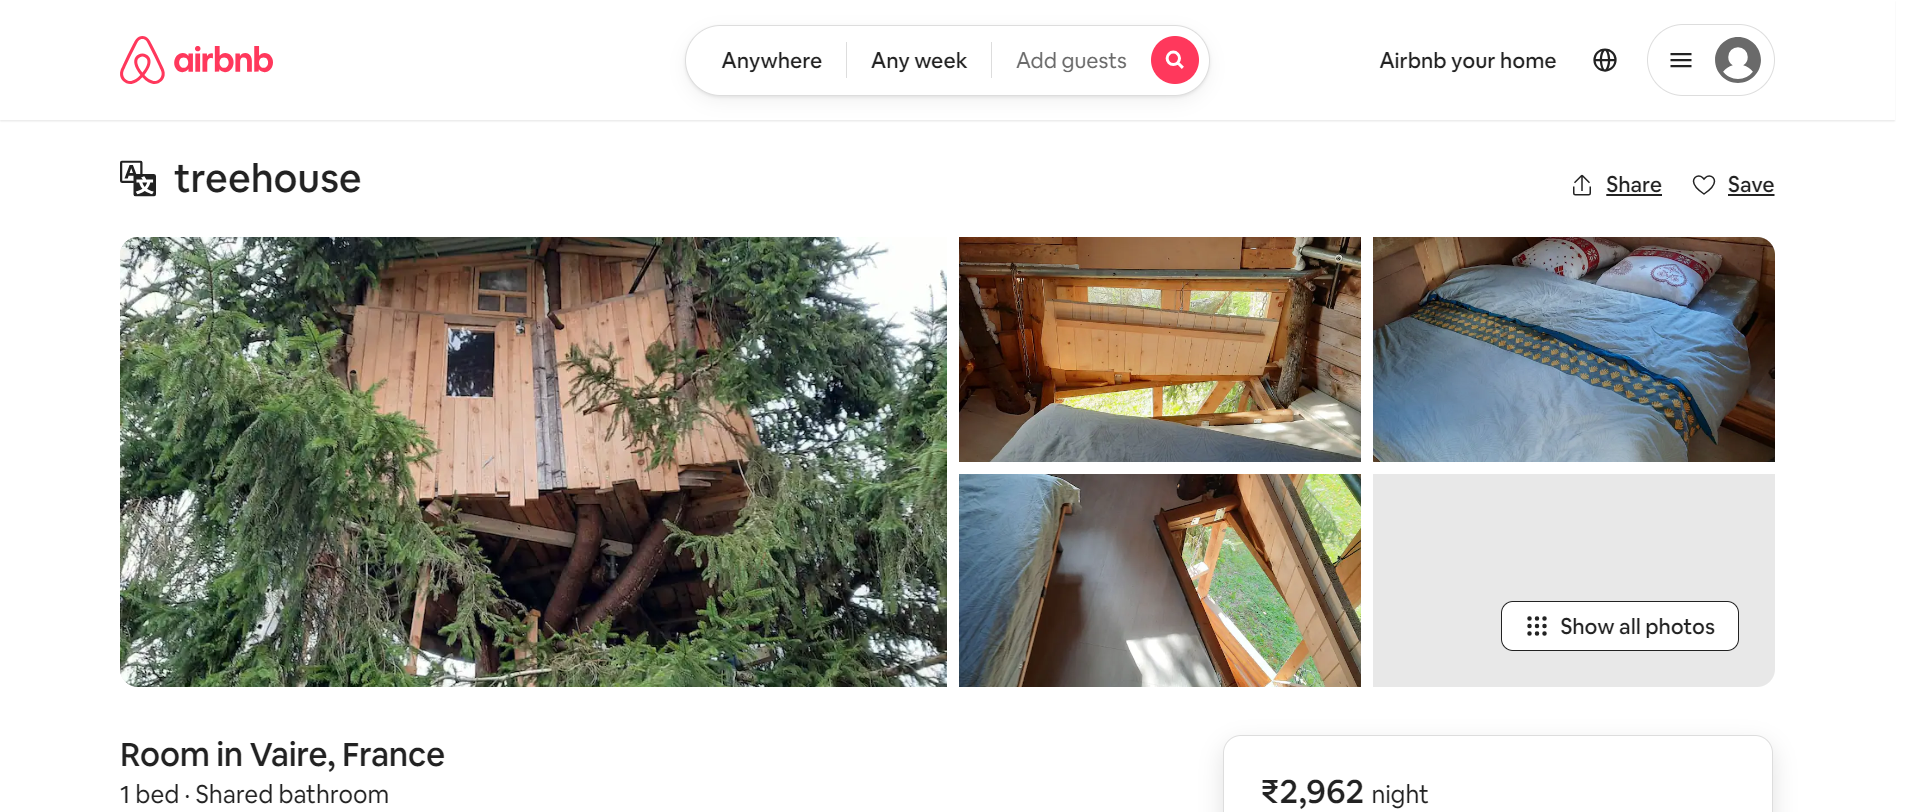 airbnb
Anywhere
Any week
Add guests
Airbnb your home
treehouse
Share
Save
Show all photos
Room in Vaire, France
1 bed · Shared bathroom
₹2,962 night